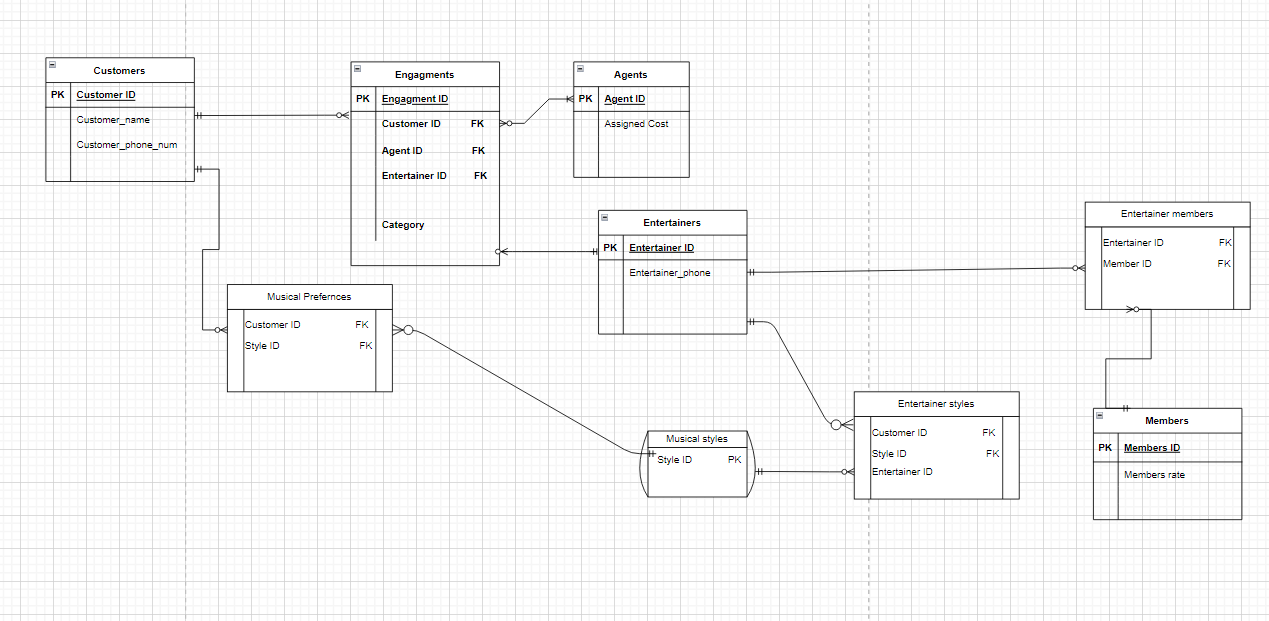 Customers
PK Customer ID
Customer_name
Customer_phone_num
Engagments
PK Engagment ID
Customer ID FK
Agent ID FK
Entertainer ID FK
Category
Agents
PK Agent ID
Assigned Cost
Entertainers
PK Entertainer ID
Entertainer_phone
Entertainer members
Entertainer ID FK
Member ID FK
Musical Prefernoes
Customer ID FK
Style ID FK
Musical styles
Style ID PK
Entertainer styles
Customer ID FK
Style ID FK
Entertainer ID
Members
PK Members ID
Members rate